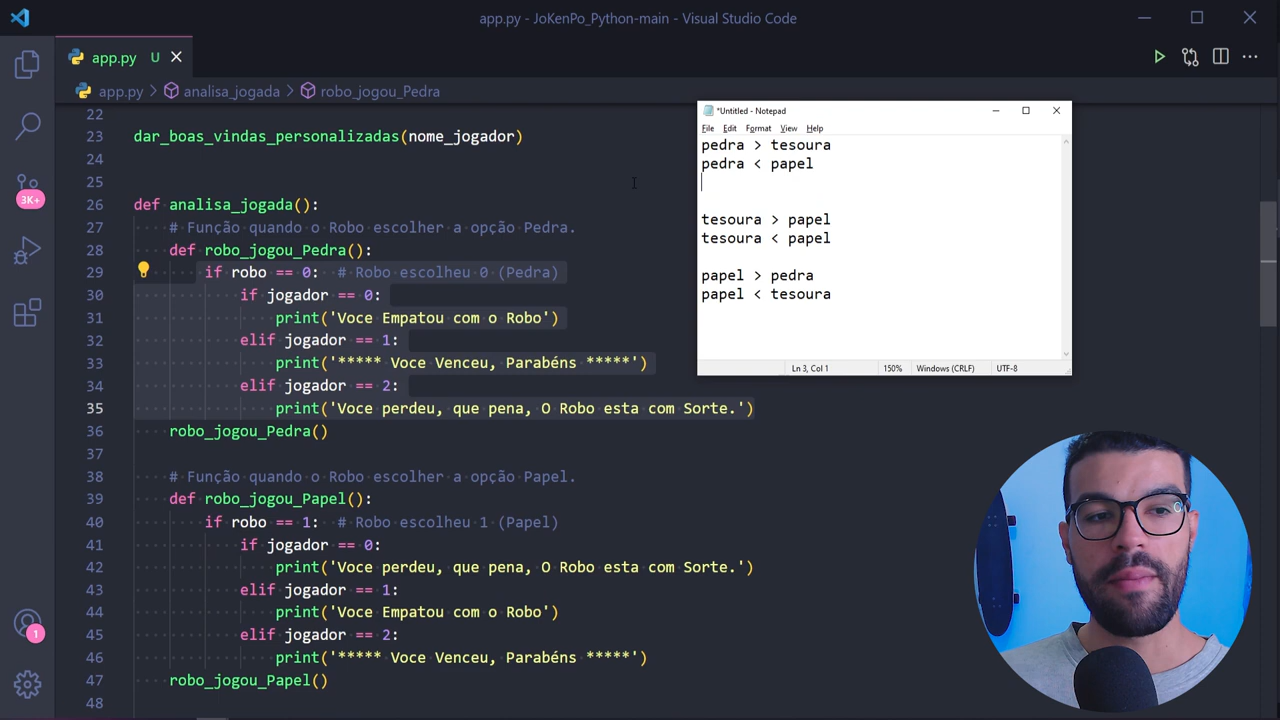 app.py - JoKenPo_Python-main - Visual Studio Code
app.py U
app.py > analisa_jogada > robo_jogou_Pedra
22
23 dar_boas_vindas_personalizadas(nome_jogador)
24
25
26 def analisa_jogada():
27 # Função quando o Robo escolher a opção Pedra.
28 def robo_jogou_Pedra():
29 if robo == 0: # Robo escolheu 0 (Pedra)
30 if jogador == 0:
31 print('Voce Empatou com o Robo')
32 elif jogador == 1:
33 print('***** Voce Venceu, Parabéns *****')
34 elif jogador == 2:
35 print('Voce perdeu, que pena, O Robo esta com Sorte.')
36 robo_jogou_Pedra()
37
38 # Função quando o Robo escolher a opção Papel.
39 def robo_jogou_Papel():
40 if robo == 1: # Robo escolheu 1 (Papel)
41 if jogador == 0:
42 print('Voce perdeu, que pena, O Robo esta com Sorte.')
43 elif jogador == 1:
44 print('Voce Empatou com o Robo')
45 elif jogador == 2:
46 print('***** Voce Venceu, Parabéns *****')
47 robo_jogou_Papel()
48
3K+
1
*Untitled - Notepad
File Edit Format View Help
pedra > tesoura
pedra < papel
tesoura > papel
tesoura < papel
papel > pedra
papel < tesoura
Ln 3, Col 1 150% Windows (CRLF) UTF-8